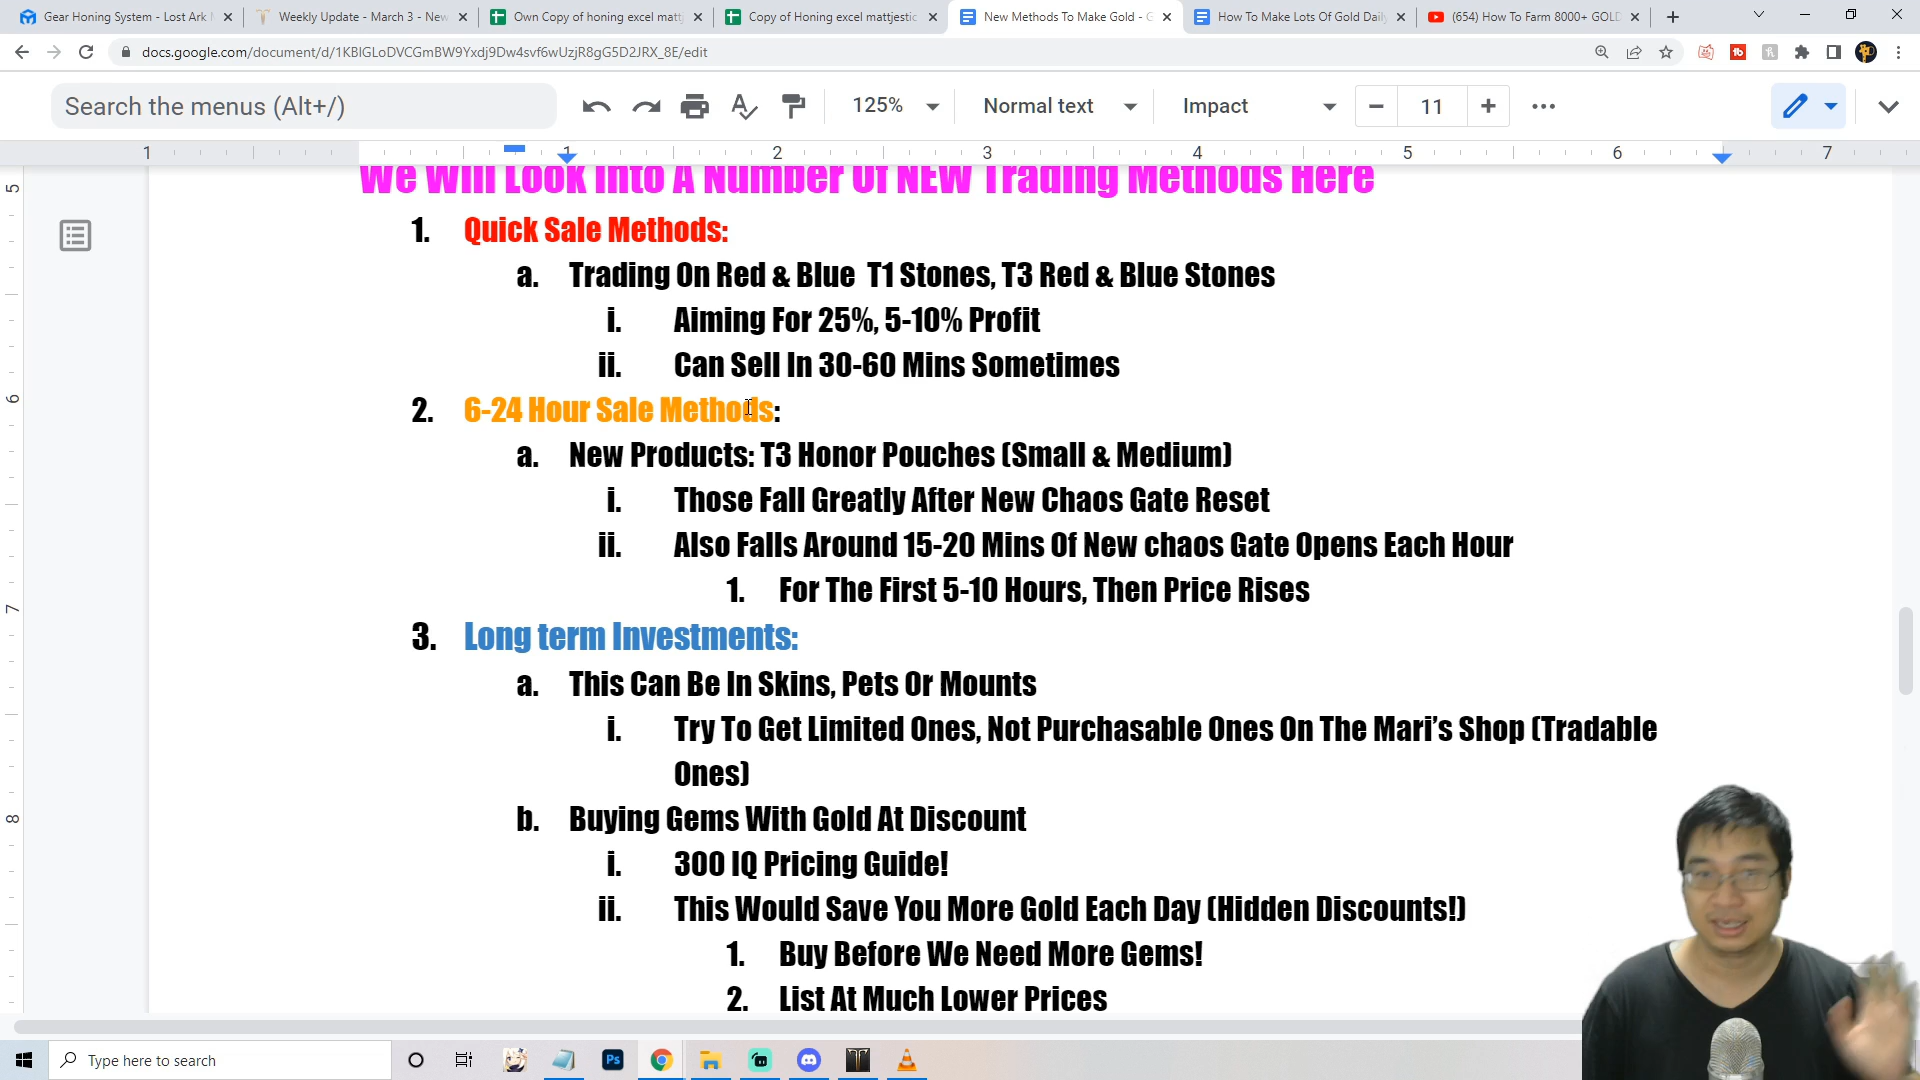 Gear Honing System - Lost Ark
Weekly Update - March 3 - New
Own Copy of honing excel matt
Copy of Honing excel mattjestic
New Methods To Make Gold - G
How To Make Lots Of Gold Daily
(654) How To Farm 8000+ GOLD
docs.google.com/document/d/1KBIGLoDVCGmBW9Yxdj9Dw4svf6wUzjR8gG5D2JRX_8E/edit
Search the menus (Alt+/)
125%
Normal text
Impact
11
1 1 2 3 4 5 6 7
5
6
7
8
We Will Look Into A Number Of NEW Trading Methods Here
1. Quick Sale Methods:
a. Trading On Red & Blue T1 Stones, T3 Red & Blue Stones
i. Aiming For 25%, 5-10% Profit
ii. Can Sell In 30-60 Mins Sometimes
2. 6-24 Hour Sale Methods:
a. New Products: T3 Honor Pouches (Small & Medium)
i. Those Fall Greatly After New Chaos Gate Reset
ii. Also Falls Around 15-20 Mins Of New chaos Gate Opens Each Hour
1. For The First 5-10 Hours, Then Price Rises
3. Long term Investments:
a. This Can Be In Skins, Pets Or Mounts
i. Try To Get Limited Ones, Not Purchasable Ones On The Mari's Shop (Tradable
Ones)
b. Buying Gems With Gold At Discount
i. 300 IQ Pricing Guide!
ii. This Would Save You More Gold Each Day (Hidden Discounts!)
1. Buy Before We Need More Gems!
2. List At Much Lower Prices
Type here to search
Ps